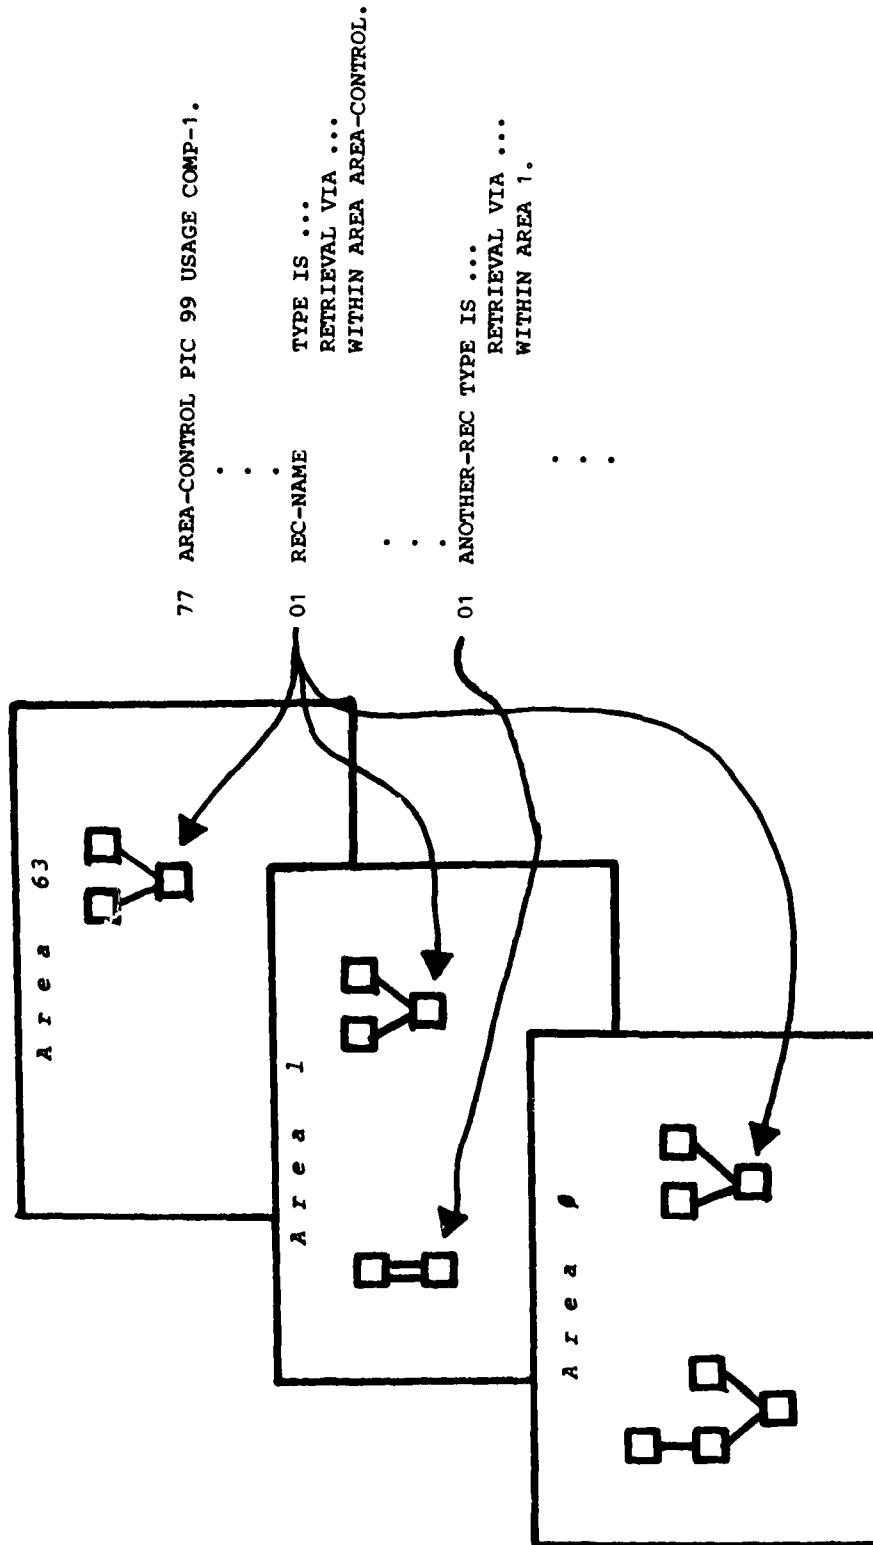 77 AREA-CONTROL PIC 99 USAGE COMP-1.
.
.
.
01 REC-NAME TYPE IS ...
RETRIEVAL VIA ...
WITHIN AREA AREA-CONTROL.
.
.
.
01 ANOTHER-REC TYPE IS ...
RETRIEVAL VIA ...
WITHIN AREA 1.
.
.
.
Area 63
Area 1
Area ø